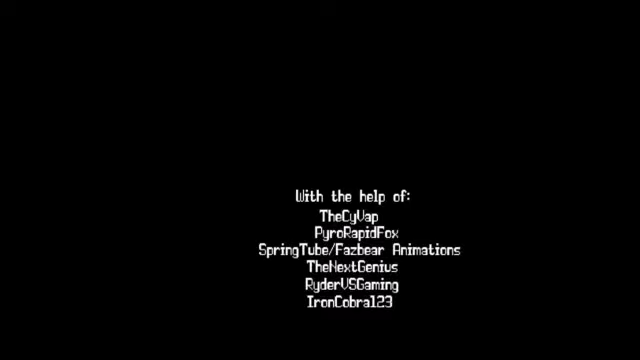 With the help of:
TheCyVap
PyroRapidFox
SpringTube/Fazbear Animations
TheNextGenius
RyderVSGaming
IronCobra123